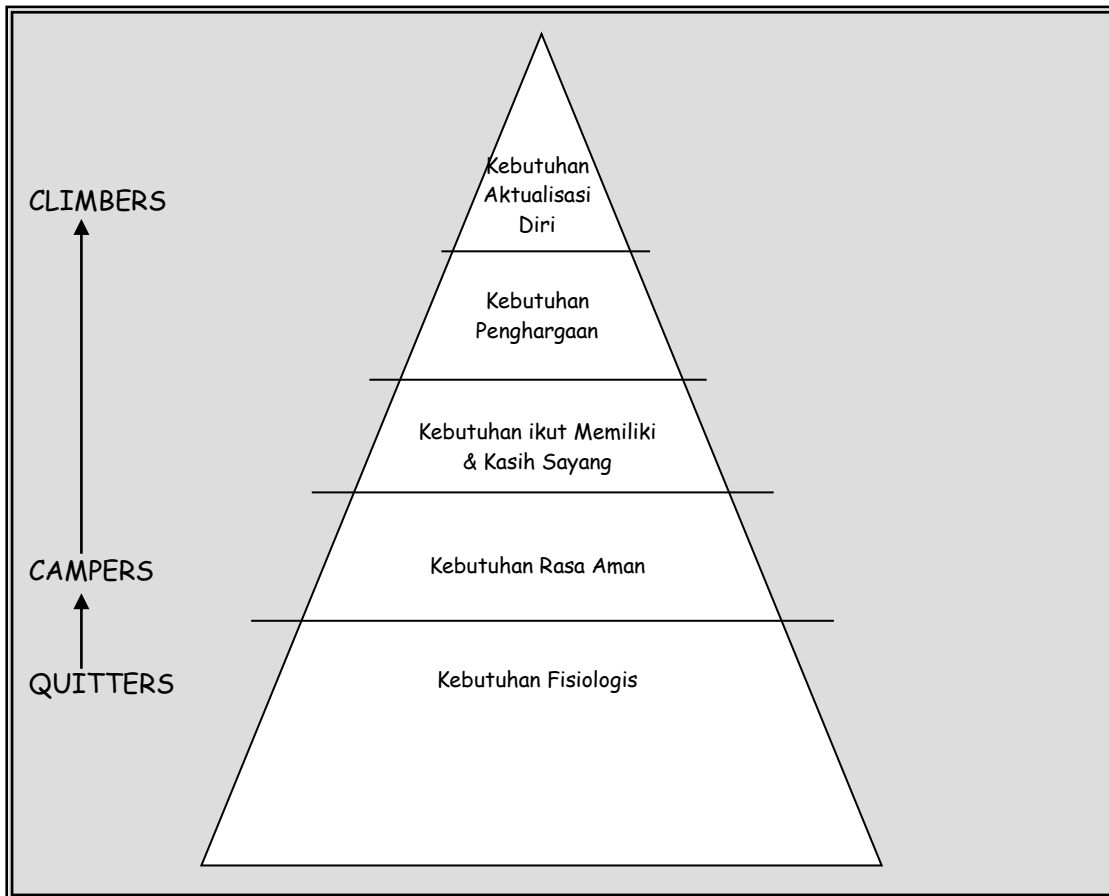 Kebutuhan
Aktualisasi
Diri
CLIMBERS
Kebutuhan
Penghargaan
Kebutuhan ikut Memiliki
& Kasih Sayang
CAMPERS
Kebutuhan Rasa Aman
QUITTERS
Kebutuhan Fisiologis